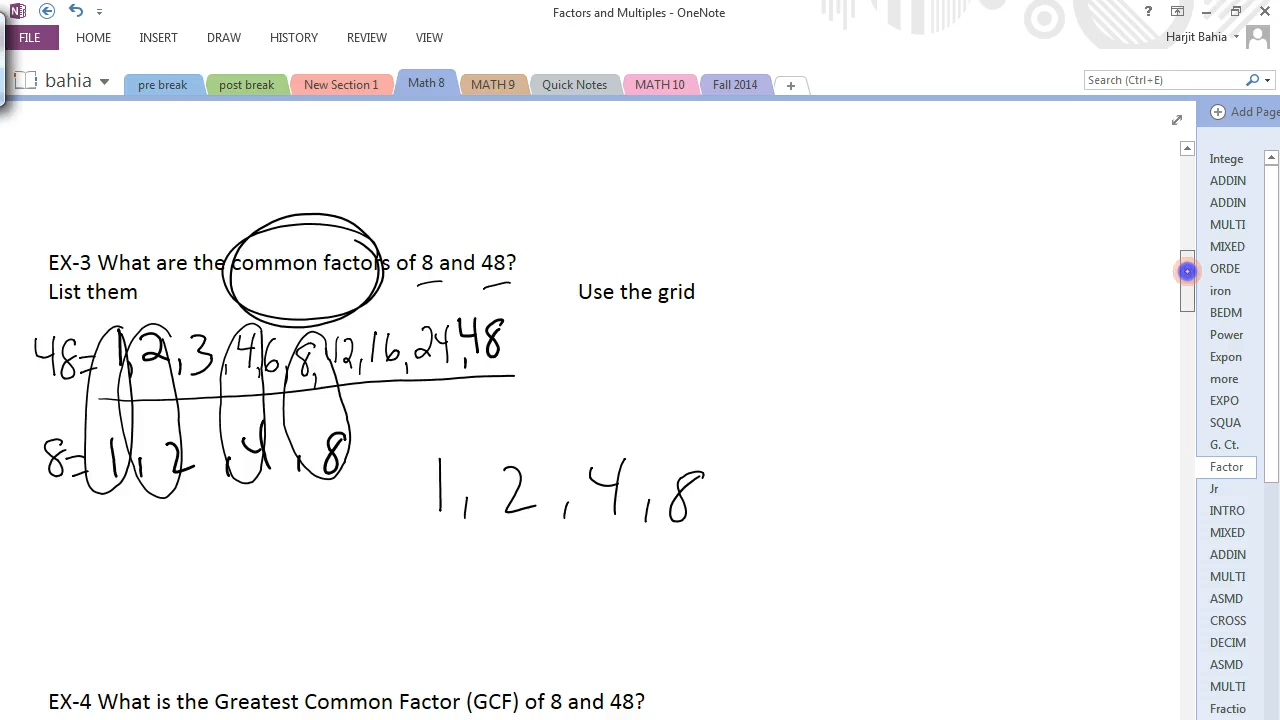 Factors and Multiples - OneNote
?
FILE HOME INSERT DRAW HISTORY REVIEW VIEW
Harjit Bahia
bahia
pre break
post break
New Section 1
Math 8
MATH 9
Quick Notes
MATH 10
Fall 2014
Search (Ctrl+E)
Add Page
EX-3 What are the common factors of 8 and 48?
List them
Use the grid
48= 1, 2, 3, 4, 6, 8, 12, 16, 24, 48
8= 1, 2, 4, 8
1, 2, 4, 8
EX-4 What is the Greatest Common Factor (GCF) of 8 and 48?
Intege
ADDIN
ADDIN
MULTI
MIXED
ORDE
iron
BEDM
Power
Expon
more
EXPO
SQUA
G. Ct.
Factor
Jr
INTRO
MIXED
ADDIN
MULTI
ASMD
CROSS
DECIM
ASMD
MULTI
Fractio